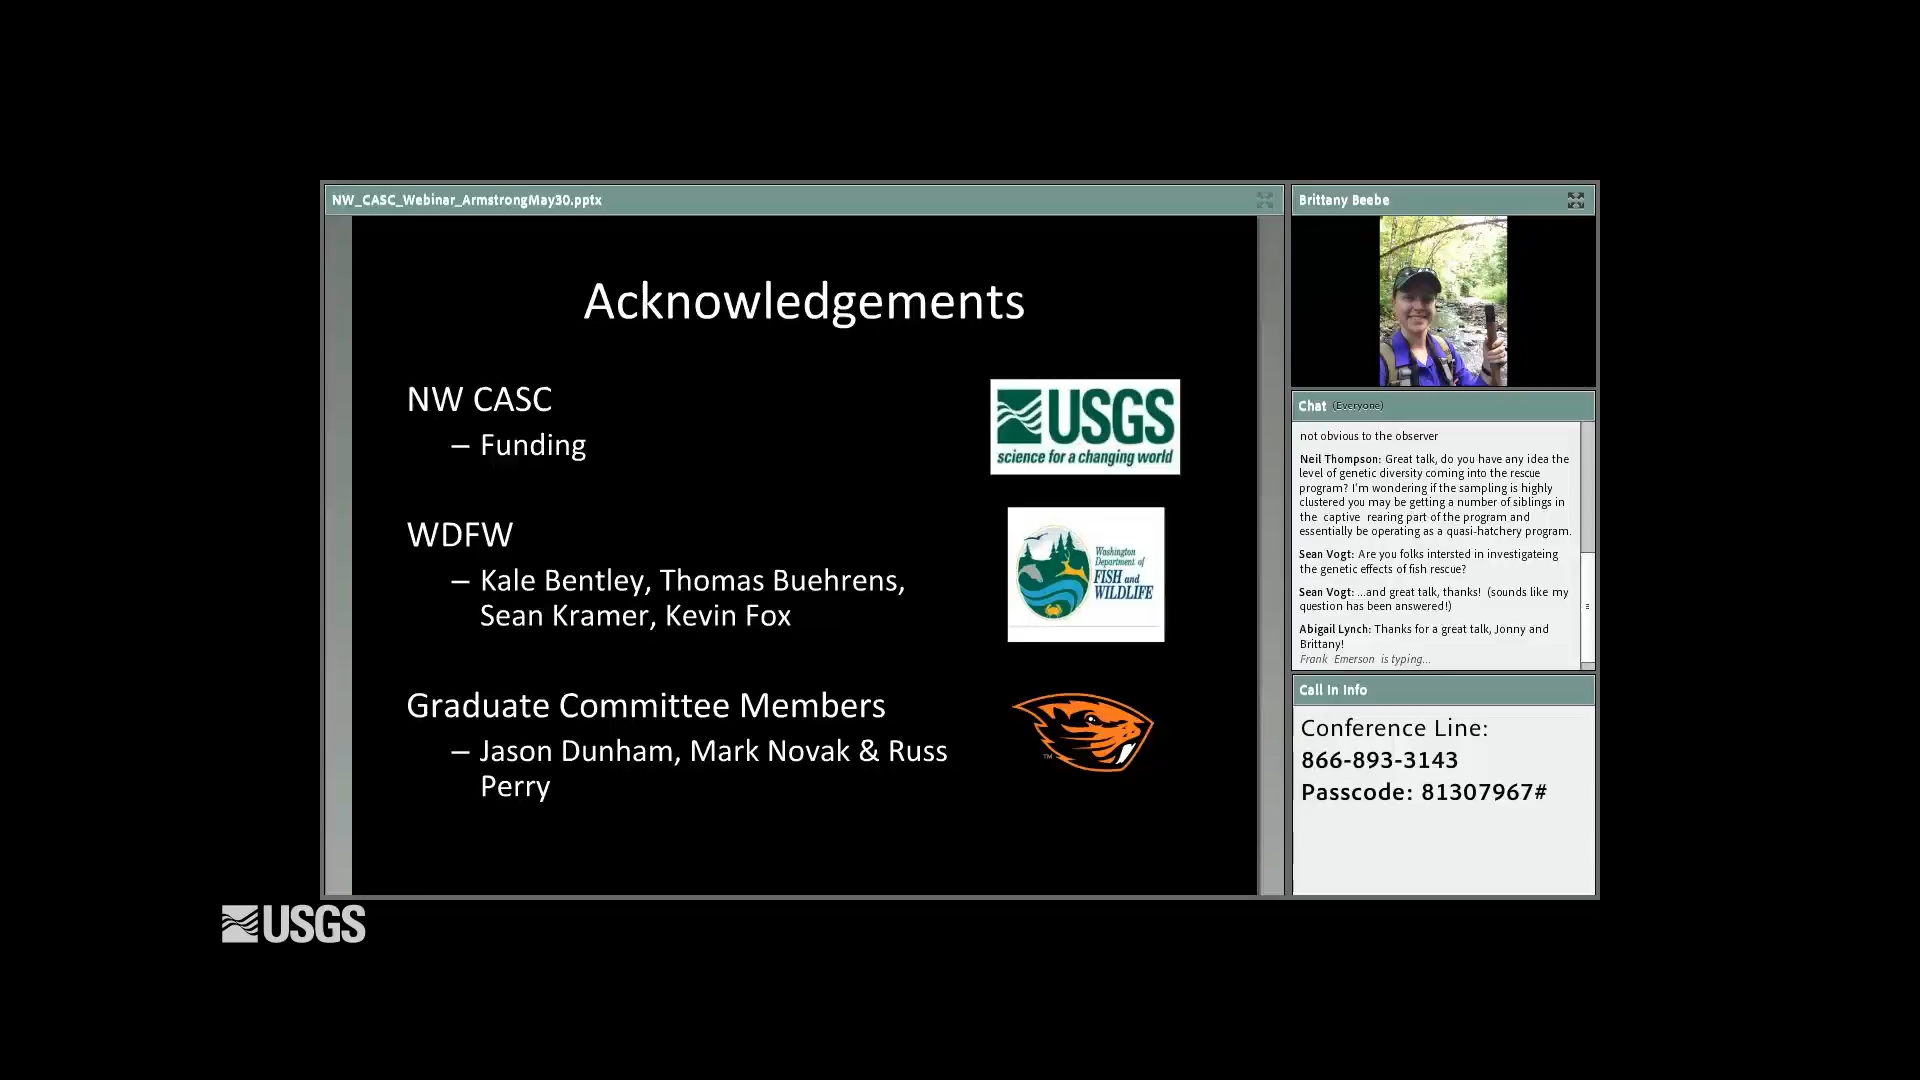 NW_CASC_Webinar_ArmstrongMay30.pptx
Acknowledgements
NW CASC
– Funding
USGS
science for a changing world
WDFW
– Kale Bentley, Thomas Buehrens,
Sean Kramer, Kevin Fox
Washington
Department of
FISH and
WILDLIFE
Graduate Committee Members
– Jason Dunham, Mark Novak & Russ
Perry
TM
Brittany Beebe
Chat (Everyone)
not obvious to the observer
Neil Thompson: Great talk, do you have any idea the
level of genetic diversity coming into the rescue
program? I'm wondering if the sampling is highly
clustered you may be getting a number of siblings in
the captive rearing part of the program and
essentially be operating as a quasi-hatchery program.
Sean Vogt: Are you folks intersted in investigateing
the genetic effects of fish rescue?
Sean Vogt: ...and great talk, thanks! (sounds like my
question has been answered!)
Abigail Lynch: Thanks for a great talk, Jonny and
Brittany!
Frank Emerson is typing...
Call In Info
Conference Line:
866-893-3143
Passcode: 81307967#
USGS